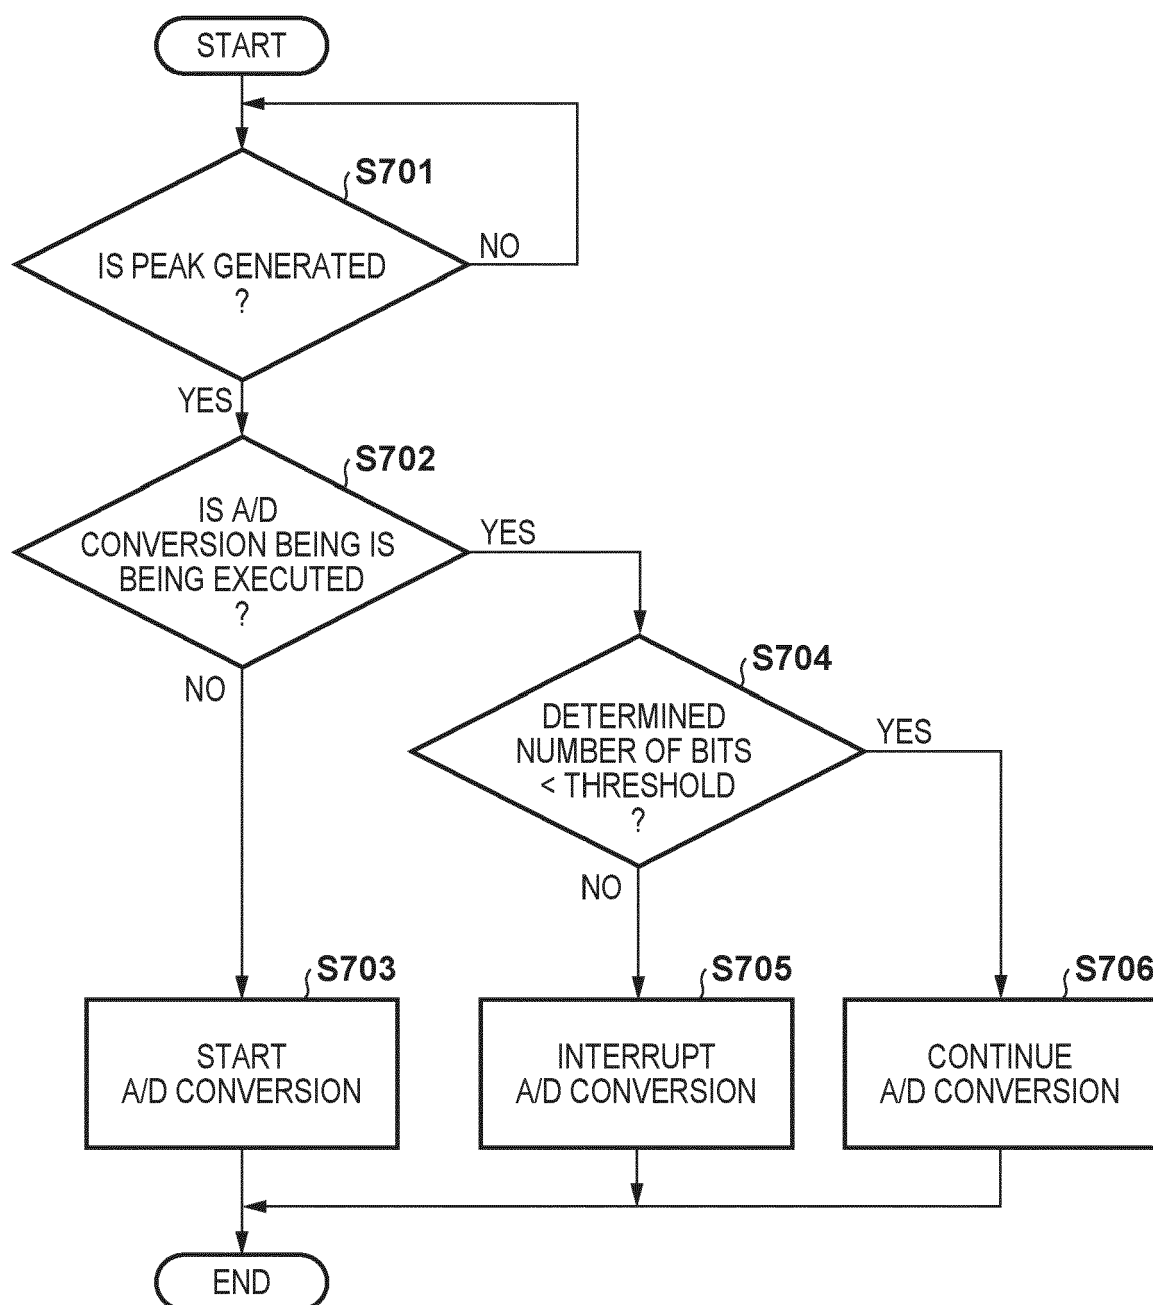 START
S701
IS PEAK GENERATED
?
NO
YES
S702
IS A/D
CONVERSION BEING IS
BEING EXECUTED
?
YES
NO
S704
DETERMINED
NUMBER OF BITS
< THRESHOLD
?
YES
NO
S703
START
A/D CONVERSION
S705
INTERRUPT
A/D CONVERSION
S706
CONTINUE
A/D CONVERSION
END